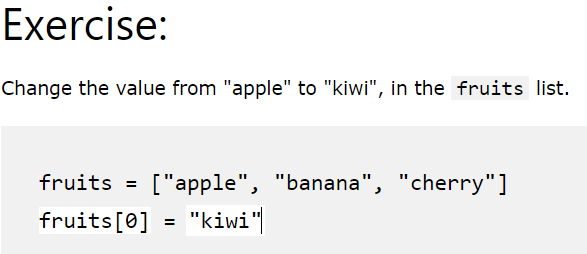 Exercise:
Change the value from "apple" to "kiwi", in the fruits list.
fruits = ["apple", "banana", "cherry"]
fruits[0] = "kiwi"